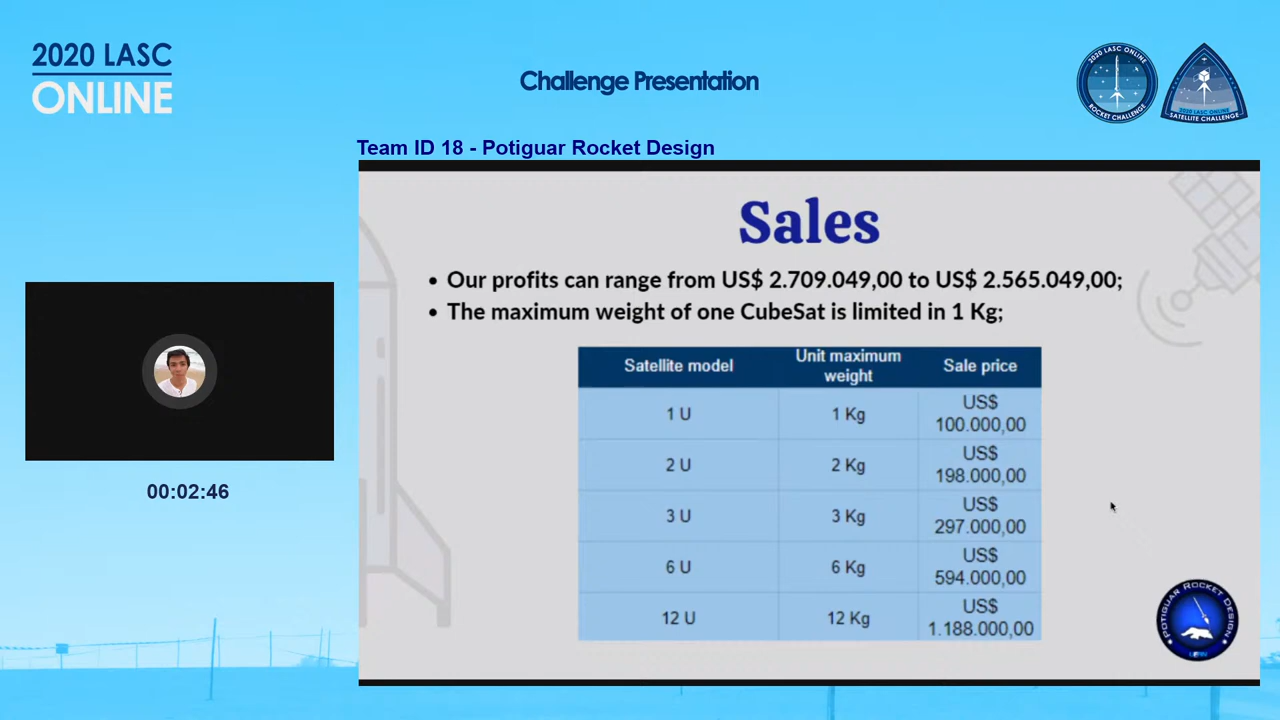 2020 LASC
ONLINE
Challenge Presentation
2020 LASC ONLINE
ROCKET CHALLENGE
2020 LASC ONLINE
SATELLITE CHALLENGE
Team ID 18 - Potiguar Rocket Design
Sales
• Our profits can range from US$ 2.709.049,00 to US$ 2.565.049,00;
• The maximum weight of one CubeSat is limited in 1 Kg;
Satellite model Unit maximum weight Sale price
1 U 1 Kg US$ 100.000,00
2 U 2 Kg US$ 198.000,00
3 U 3 Kg US$ 297.000,00
6 U 6 Kg US$ 594.000,00
12 U 12 Kg US$ 1.188.000,00
00:02:46
POTIGUAR ROCKET DESIGN